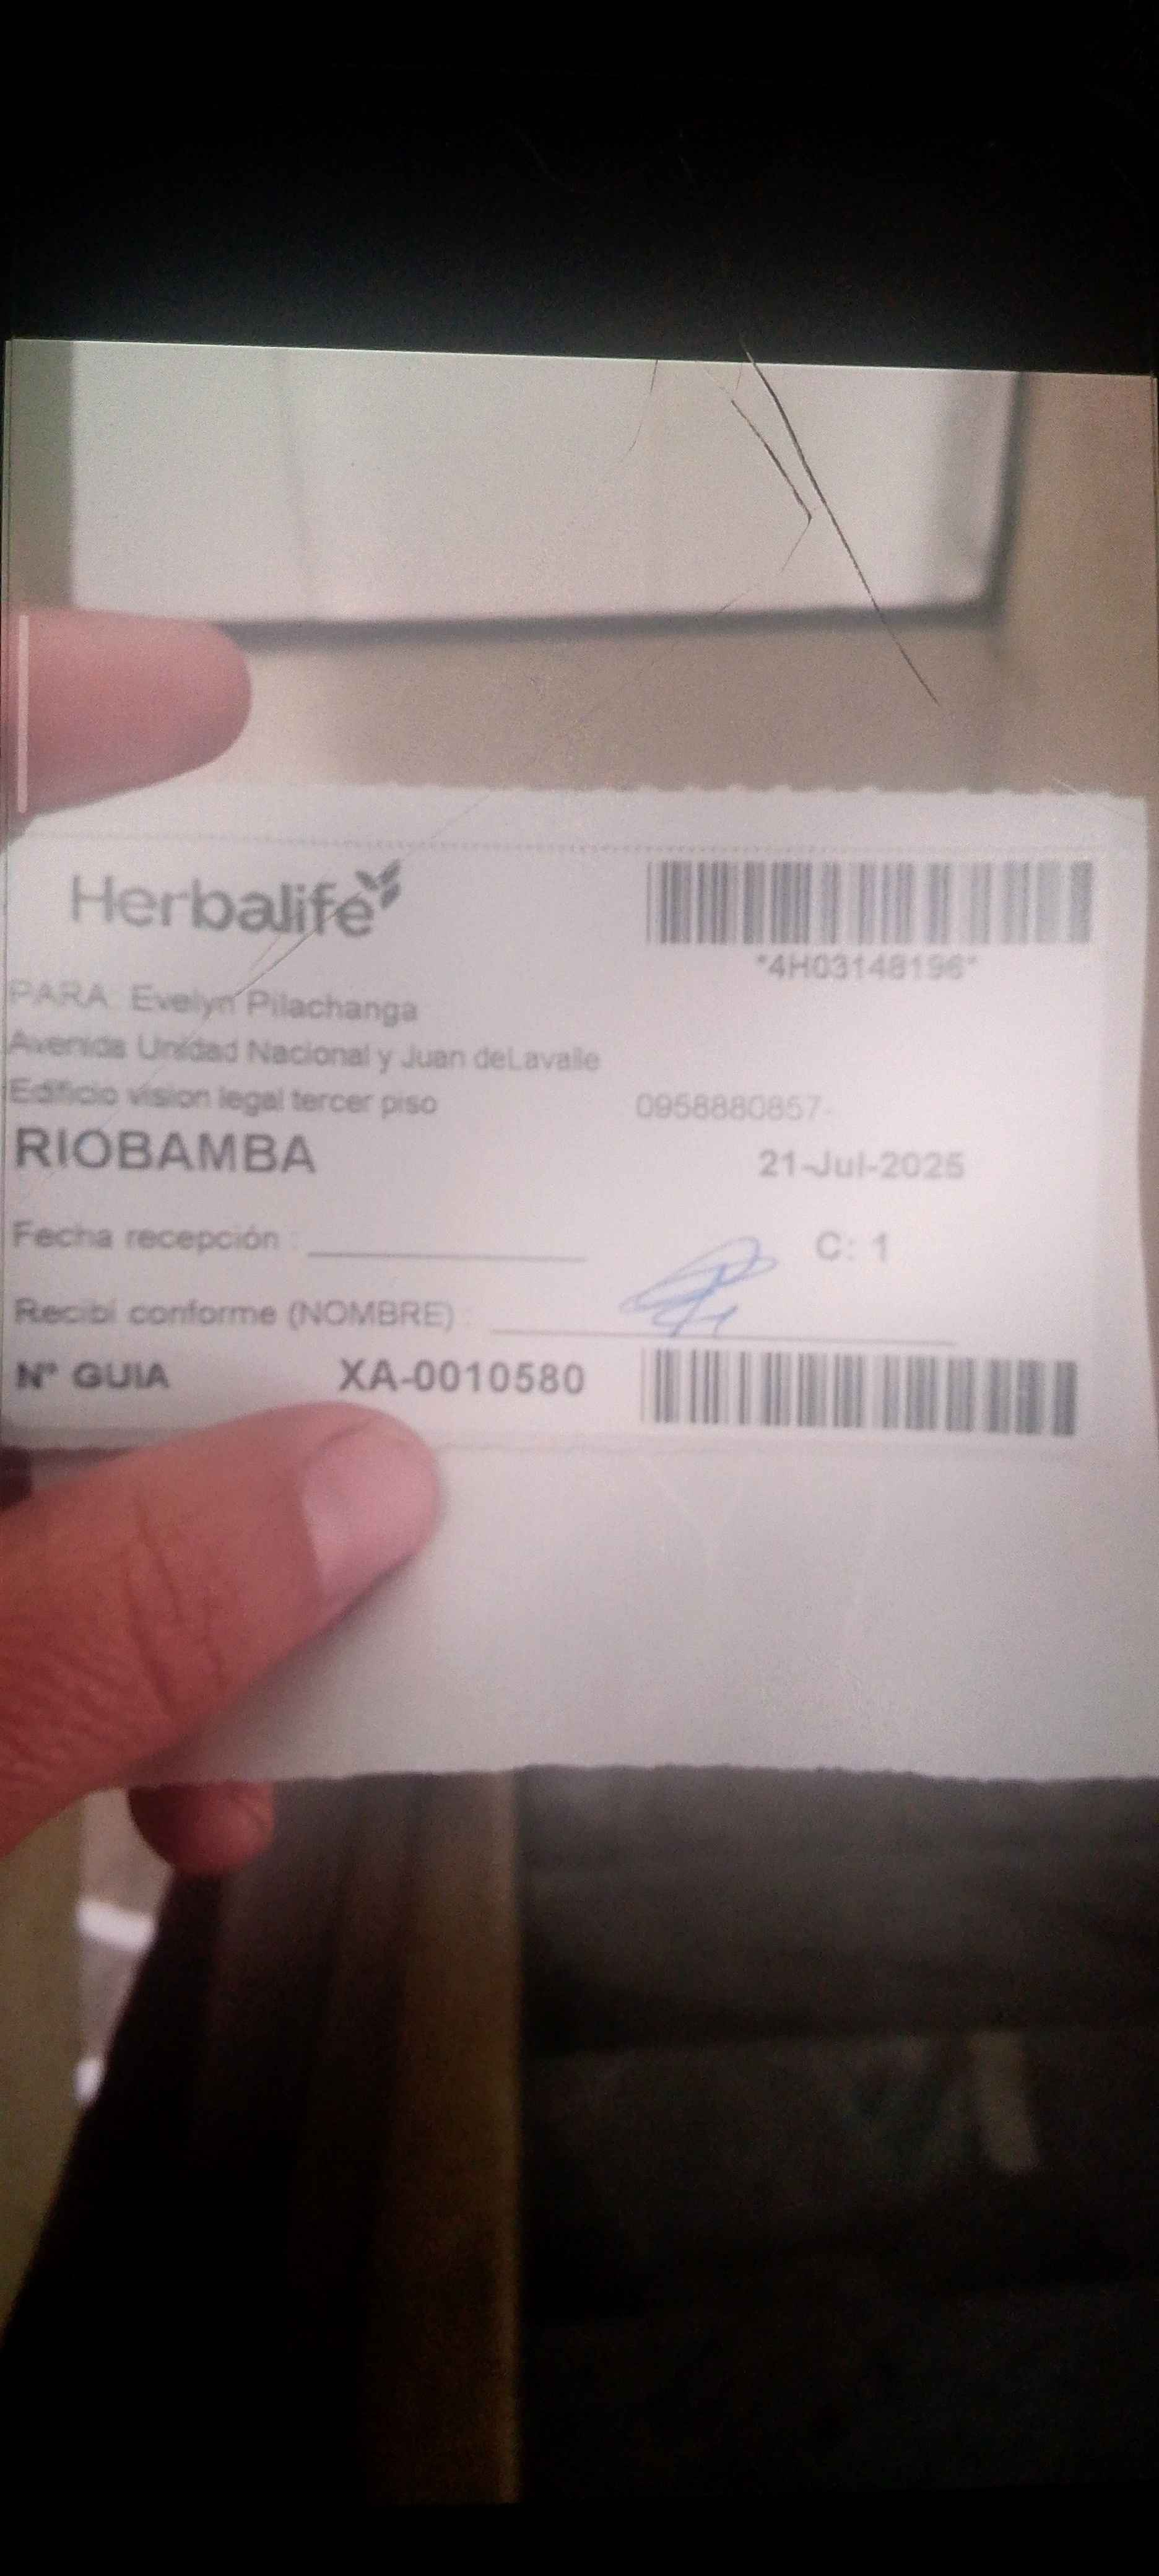 Herbalife
*4H03148196*
PARA: Evelyn Pilachanga
Avenida Unidad Nacional y Juan deLavalle
Edificio vision legal tercer piso
0958880857-
RIOBAMBA
21-Jul-2025
Fecha recepción :
C: 1
Recibí conforme (NOMBRE) :
N° GUIA XA-0010580